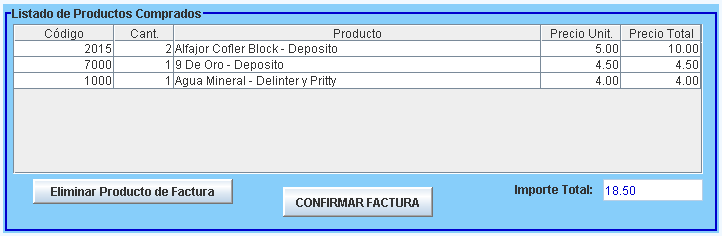 Listado de Productos Comprados
Código Cant. Producto Precio Unit. Precio Total
2015 2 Alfajor Cofler Block - Deposito 5.00 10.00
7000 1 9 De Oro - Deposito 4.50 4.50
1000 1 Agua Mineral - Delinter y Pritty 4.00 4.00
Eliminar Producto de Factura
CONFIRMAR FACTURA
Importe Total: 18.50